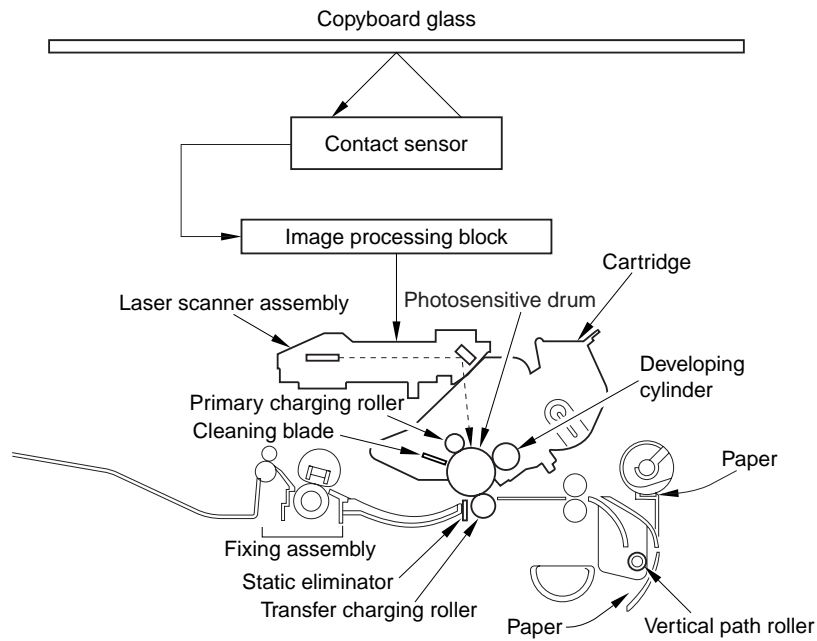 Copyboard glass
Contact sensor
Image processing block
Cartridge
Laser scanner assembly
Photosensitive drum
Developing
cylinder
Primary charging roller
Cleaning blade
Paper
Fixing assembly
Static eliminator
Transfer charging roller
Paper
Vertical path roller